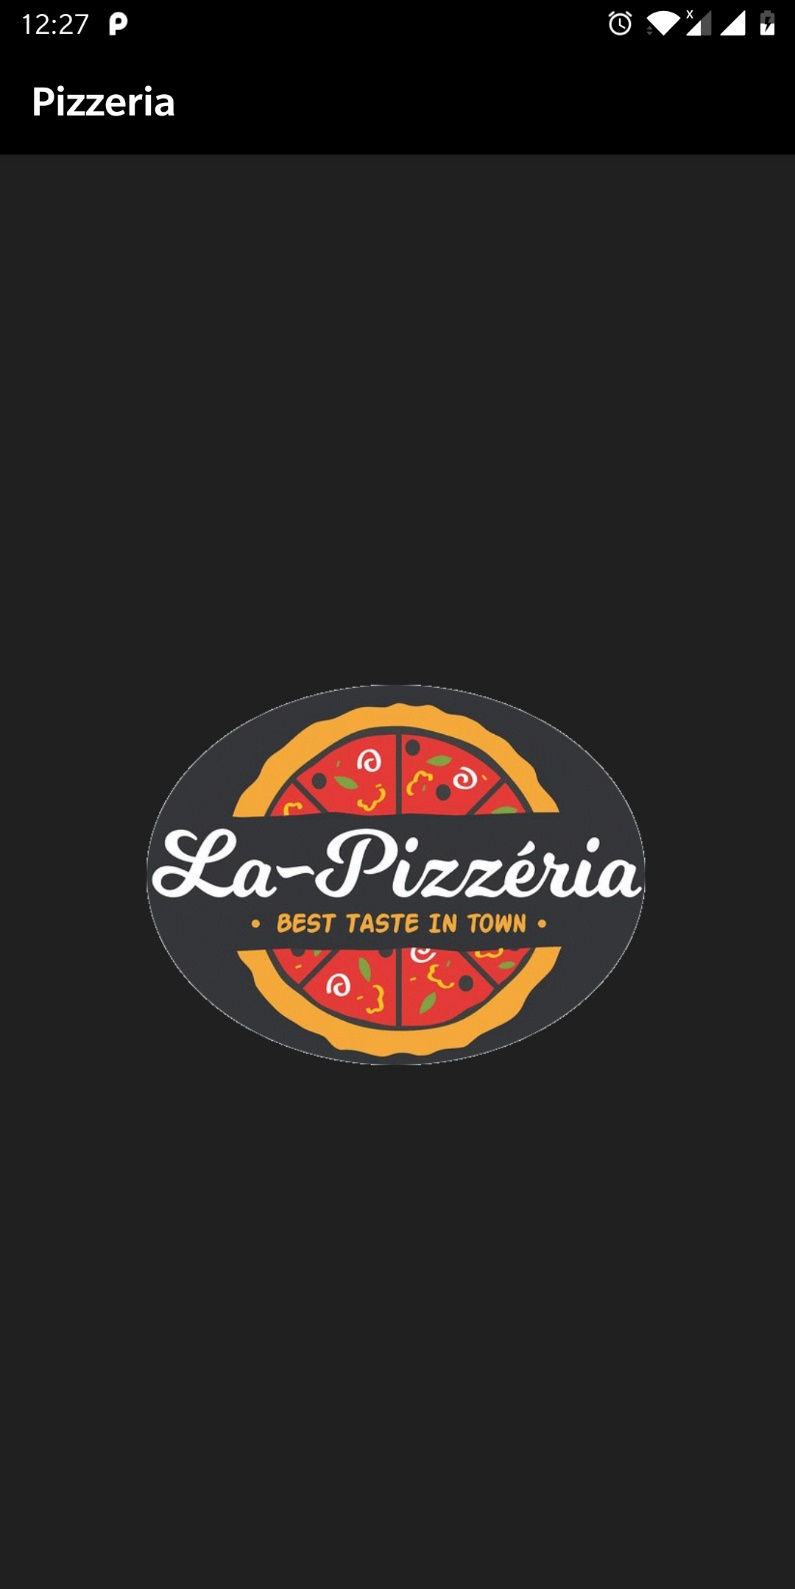 12:27
Pizzeria
La-Pizzéria
• BEST TASTE IN TOWN •